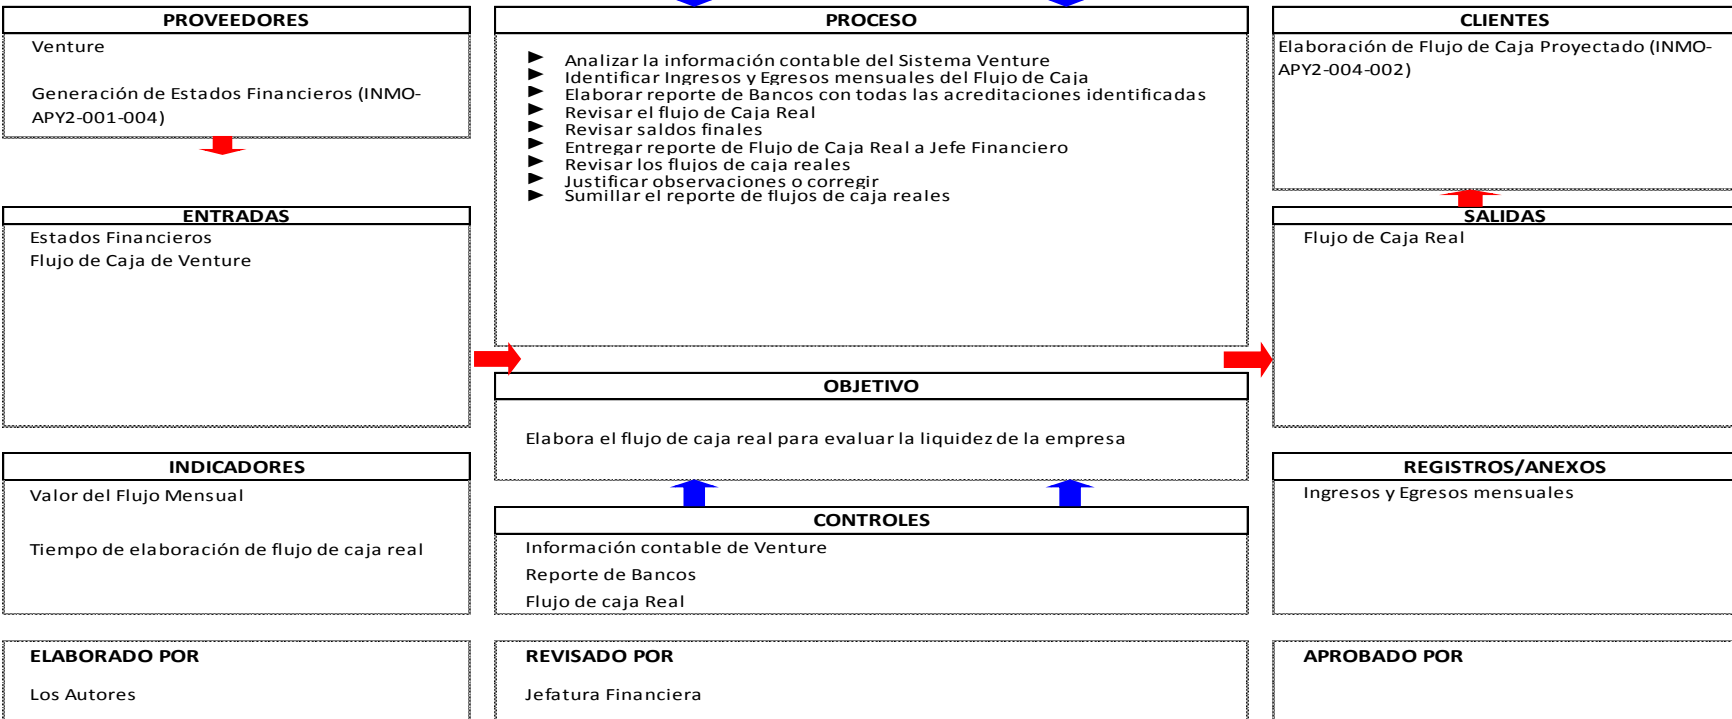 PROVEEDORES
Venture
Generación de Estados Financieros (INMO-
APY2-001-004)
PROCESO
Analizar la información contable del Sistema Venture
Identificar Ingresos y Egresos mensuales del Flujo de Caja
Elaborar reporte de Bancos con todas las acreditaciones identificadas
Revisar el flujo de Caja Real
Revisar saldos finales
Entregar reporte de Flujo de Caja Real a Jefe Financiero
Revisar los flujos de caja reales
Justificar observaciones o corregir
Sumillar el reporte de flujos de caja reales
CLIENTES
Elaboración de Flujo de Caja Proyectado (INMO-
APY2-004-002)
ENTRADAS
Estados Financieros
Flujo de Caja de Venture
SALIDAS
Flujo de Caja Real
OBJETIVO
Elabora el flujo de caja real para evaluar la liquidez de la empresa
INDICADORES
Valor del Flujo Mensual
Tiempo de elaboración de flujo de caja real
CONTROLES
Información contable de Venture
Reporte de Bancos
Flujo de caja Real
REGISTROS/ANEXOS
Ingresos y Egresos mensuales
ELABORADO POR
Los Autores
REVISADO POR
Jefatura Financiera
APROBADO POR